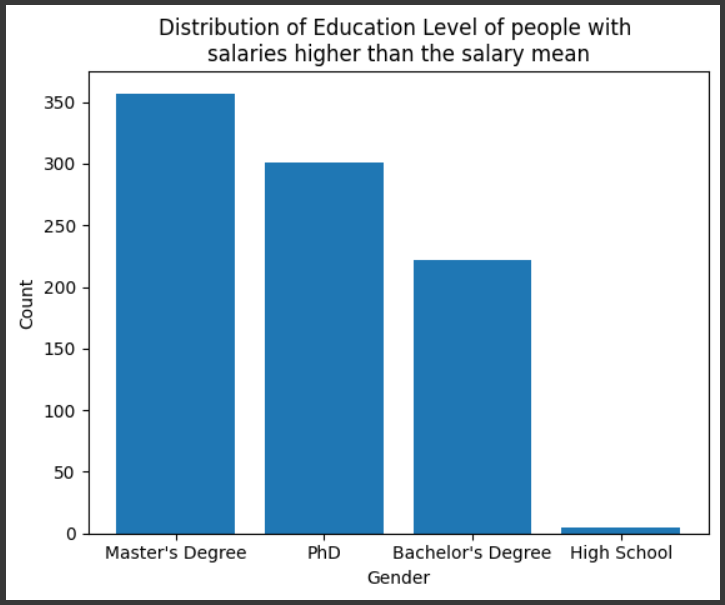 Distribution of Education Level of people with
salaries higher than the salary mean
350
300
250
200
150
100
50
0
Count
Master's Degree PhD Bachelor's Degree High School
Gender